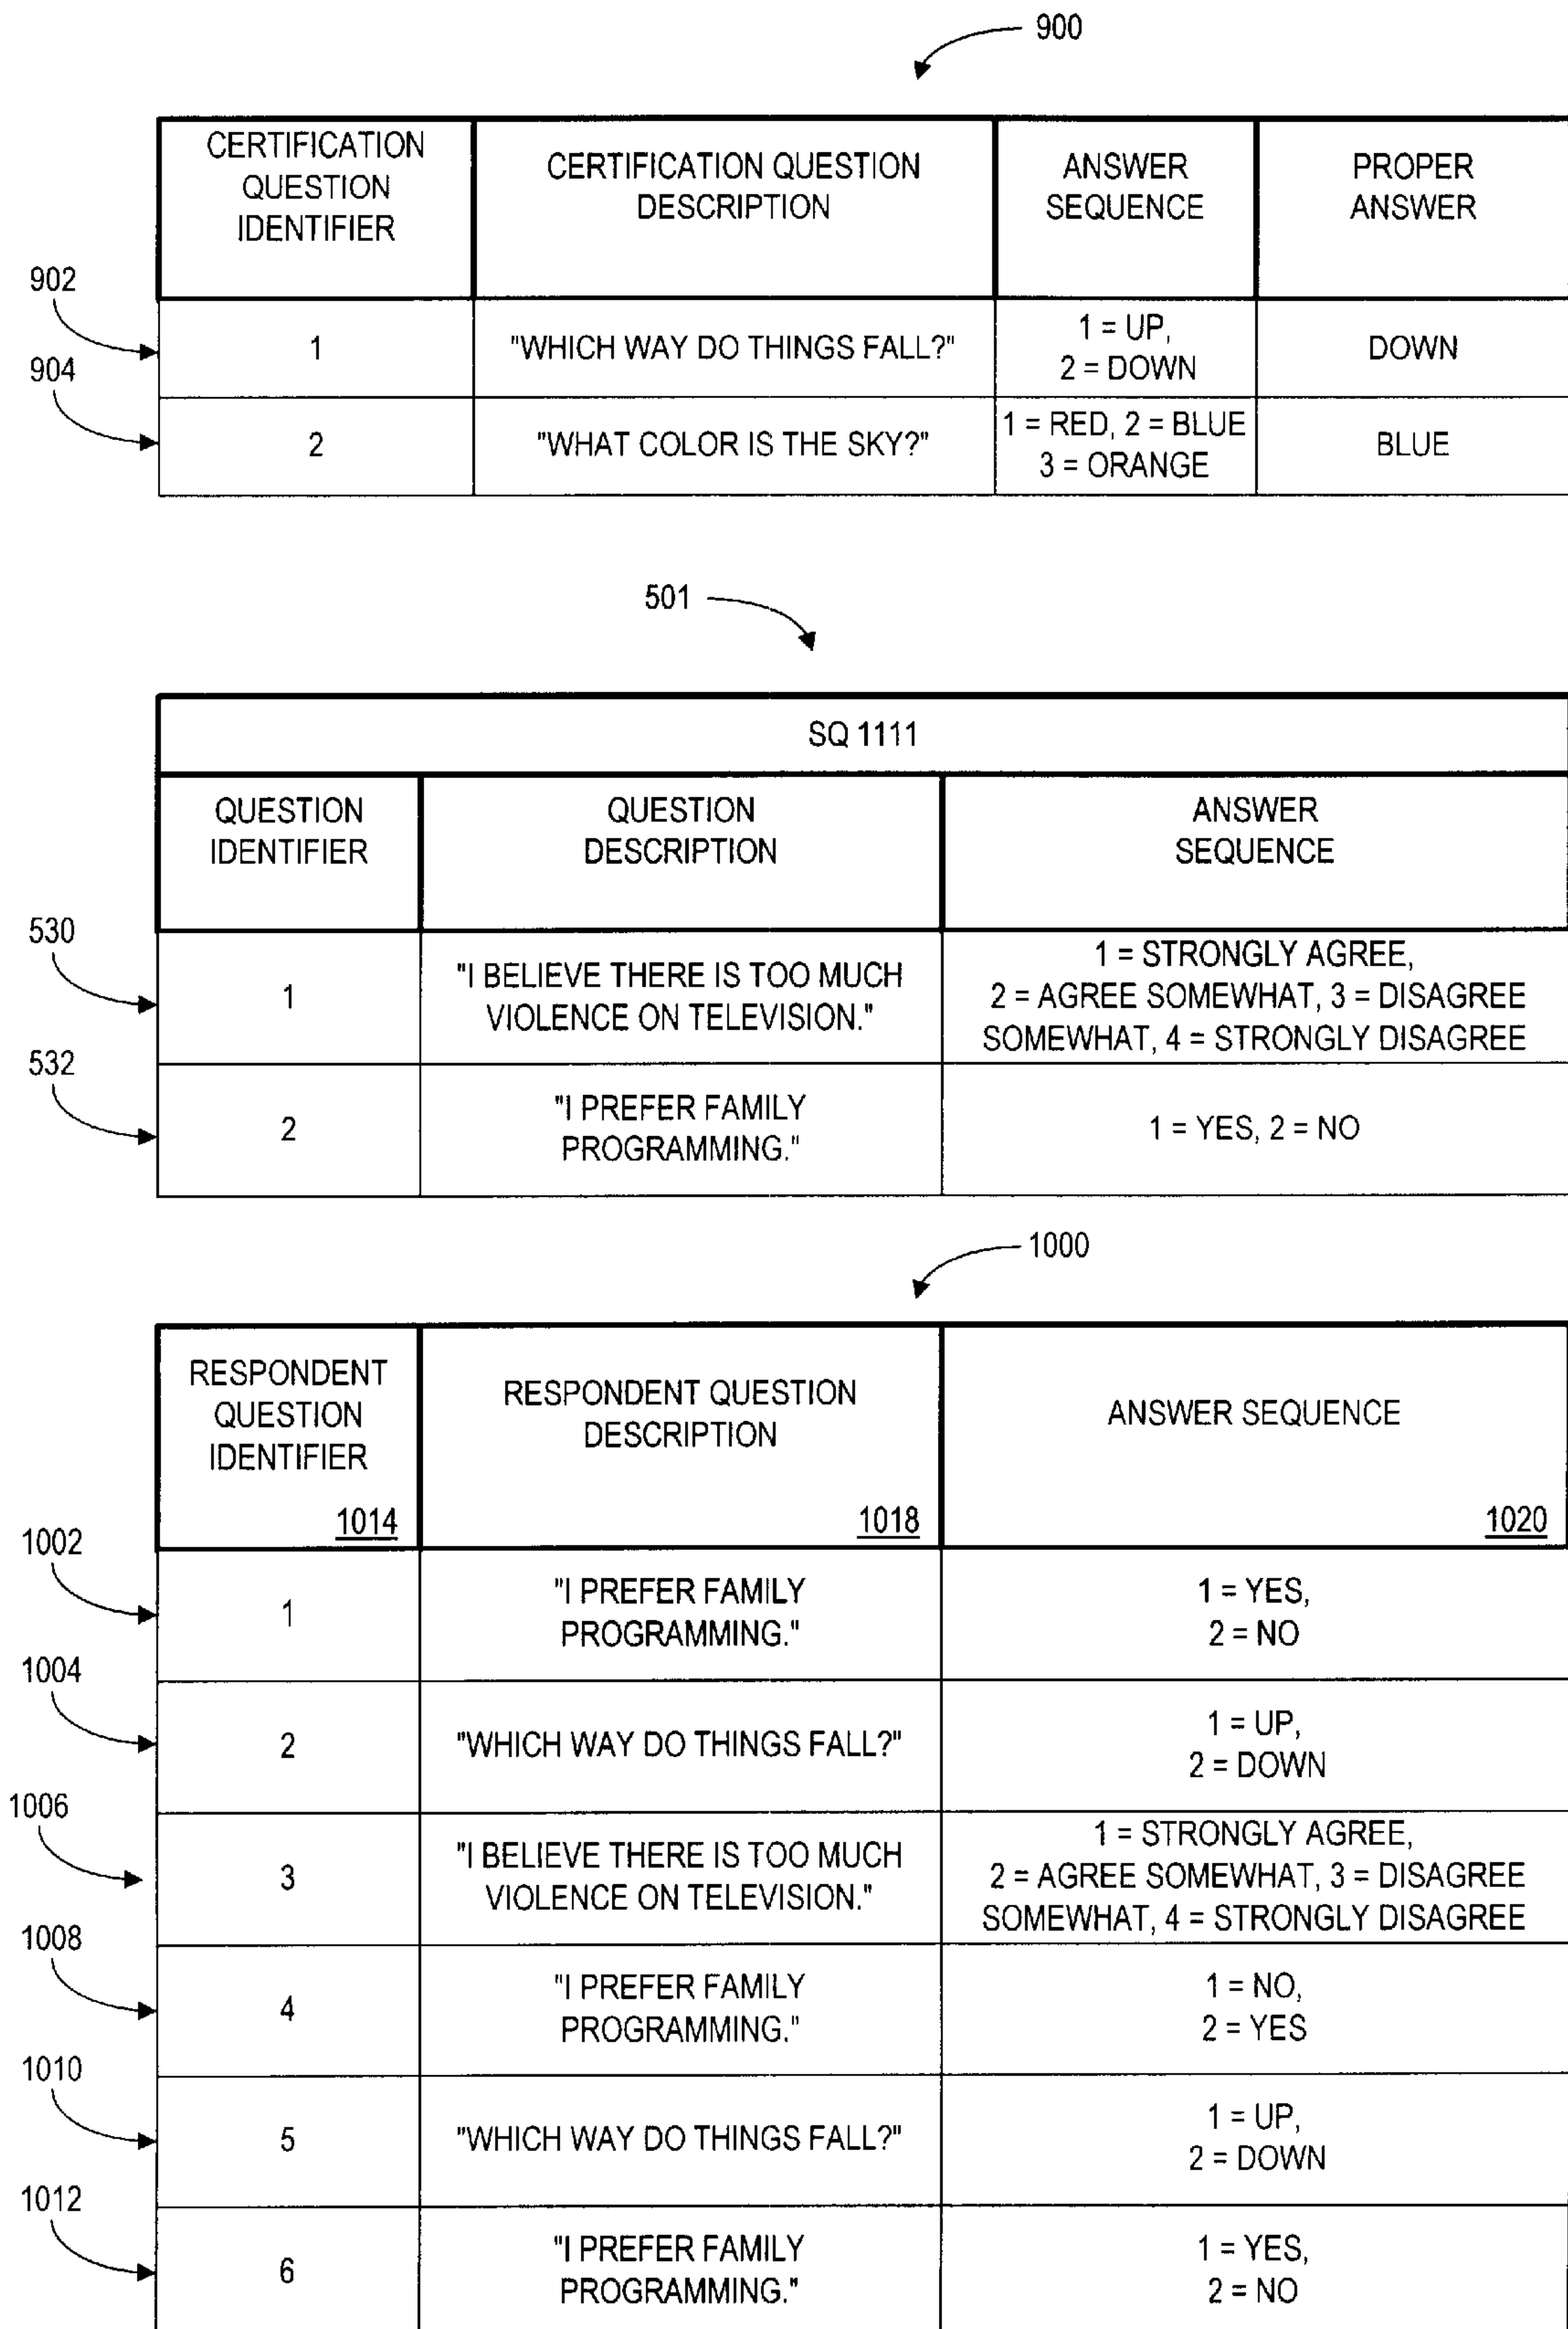 900
CERTIFICATION
QUESTION
IDENTIFIER
CERTIFICATION QUESTION
DESCRIPTION
ANSWER
SEQUENCE
PROPER
ANSWER
902
1
"WHICH WAY DO THINGS FALL?"
1 = UP,
2 = DOWN
DOWN
904
2
"WHAT COLOR IS THE SKY?"
1 = RED, 2 = BLUE
3 = ORANGE
BLUE
501
SQ 1111
QUESTION
IDENTIFIER
QUESTION
DESCRIPTION
ANSWER
SEQUENCE
530
1
"I BELIEVE THERE IS TOO MUCH
VIOLENCE ON TELEVISION."
1 = STRONGLY AGREE,
2 = AGREE SOMEWHAT, 3 = DISAGREE
SOMEWHAT, 4 = STRONGLY DISAGREE
532
2
"I PREFER FAMILY
PROGRAMMING."
1 = YES, 2 = NO
1000
RESPONDENT
QUESTION
IDENTIFIER
1014
RESPONDENT QUESTION
DESCRIPTION
1018
ANSWER SEQUENCE
1020
1002
1
"I PREFER FAMILY
PROGRAMMING."
1 = YES,
2 = NO
1004
2
"WHICH WAY DO THINGS FALL?"
1 = UP,
2 = DOWN
1006
3
"I BELIEVE THERE IS TOO MUCH
VIOLENCE ON TELEVISION."
1 = STRONGLY AGREE,
2 = AGREE SOMEWHAT, 3 = DISAGREE
SOMEWHAT, 4 = STRONGLY DISAGREE
1008
4
"I PREFER FAMILY
PROGRAMMING."
1 = NO,
2 = YES
1010
5
"WHICH WAY DO THINGS FALL?"
1 = UP,
2 = DOWN
1012
6
"I PREFER FAMILY
PROGRAMMING."
1 = YES,
2 = NO